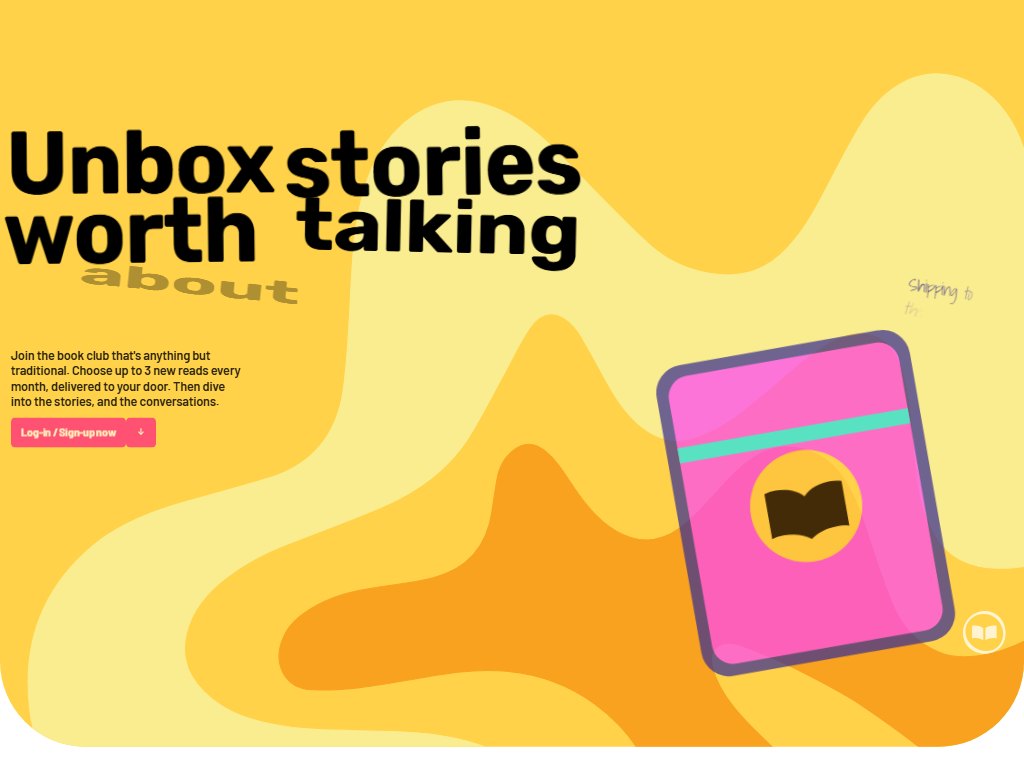 Unbox stories
worth talking
about
Join the book club that's anything but
traditional. Choose up to 3 new reads every
month, delivered to your door. Then dive
into the stories, and the conversations.
Log-in / Sign-up now ↓
Shipping to